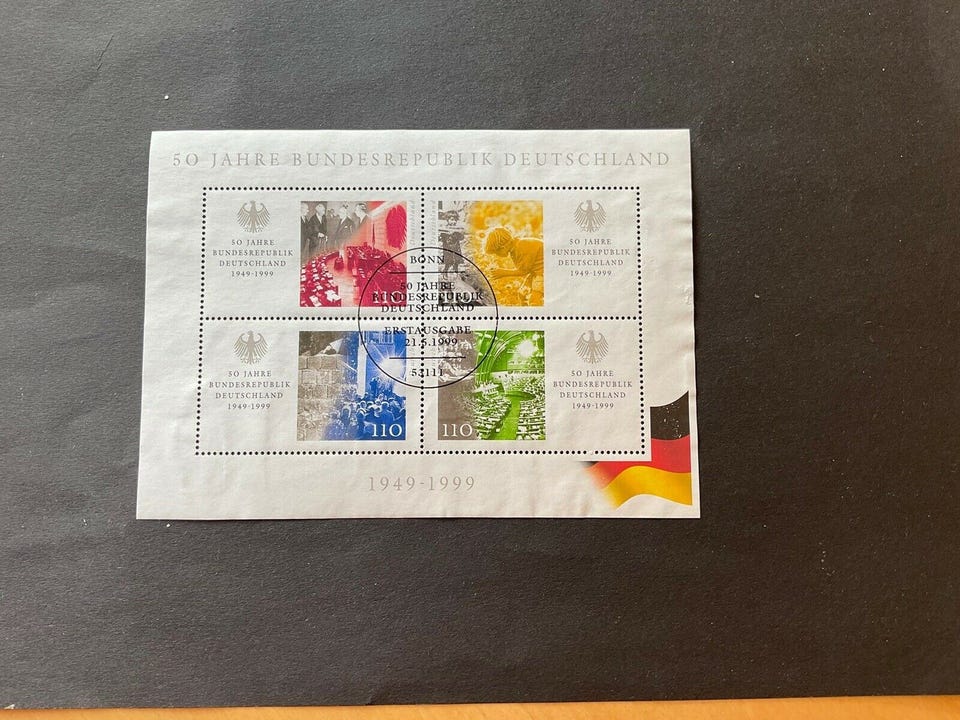 50 JAHRE BUNDESREPUBLIK DEUTSCHLAND
50 JAHRE
BUNDESREPUBLIK
DEUTSCHLAND
1949-1999
50 JAHRE
BUNDESREPUBLIK
DEUTSCHLAND
1949-1999
BONN
50 JAHRE
BUNDESREPUBLIK
DEUTSCHLAND
ERSTAUSGABE
21.5.1999
53111
110
110
50 JAHRE
BUNDESREPUBLIK
DEUTSCHLAND
1949-1999
110
110
50 JAHRE
BUNDESREPUBLIK
DEUTSCHLAND
1949-1999
1949-1999